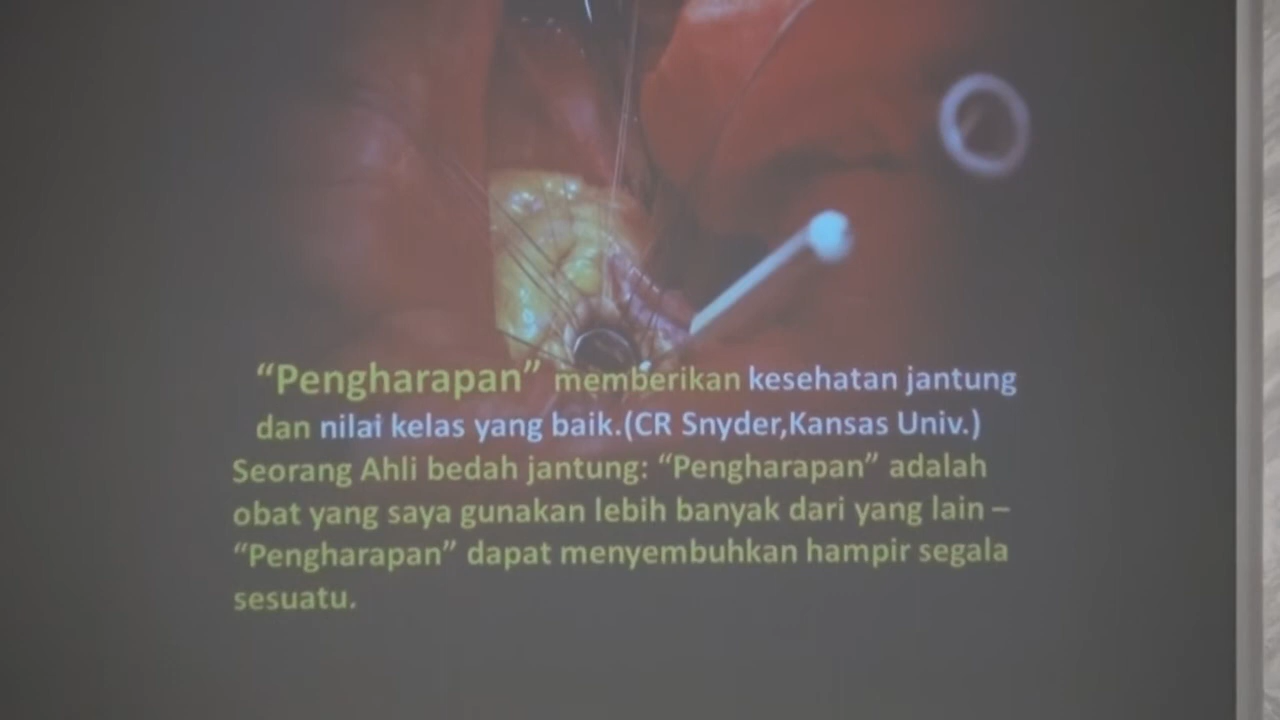 “Pengharapan” memberikan kesehatan jantung
dan nilai kelas yang baik.(CR Snyder,Kansas Univ.)
Seorang Ahli bedah jantung: “Pengharapan” adalah
obat yang saya gunakan lebih banyak dari yang lain –
“Pengharapan” dapat menyembuhkan hampir segala
sesuatu.